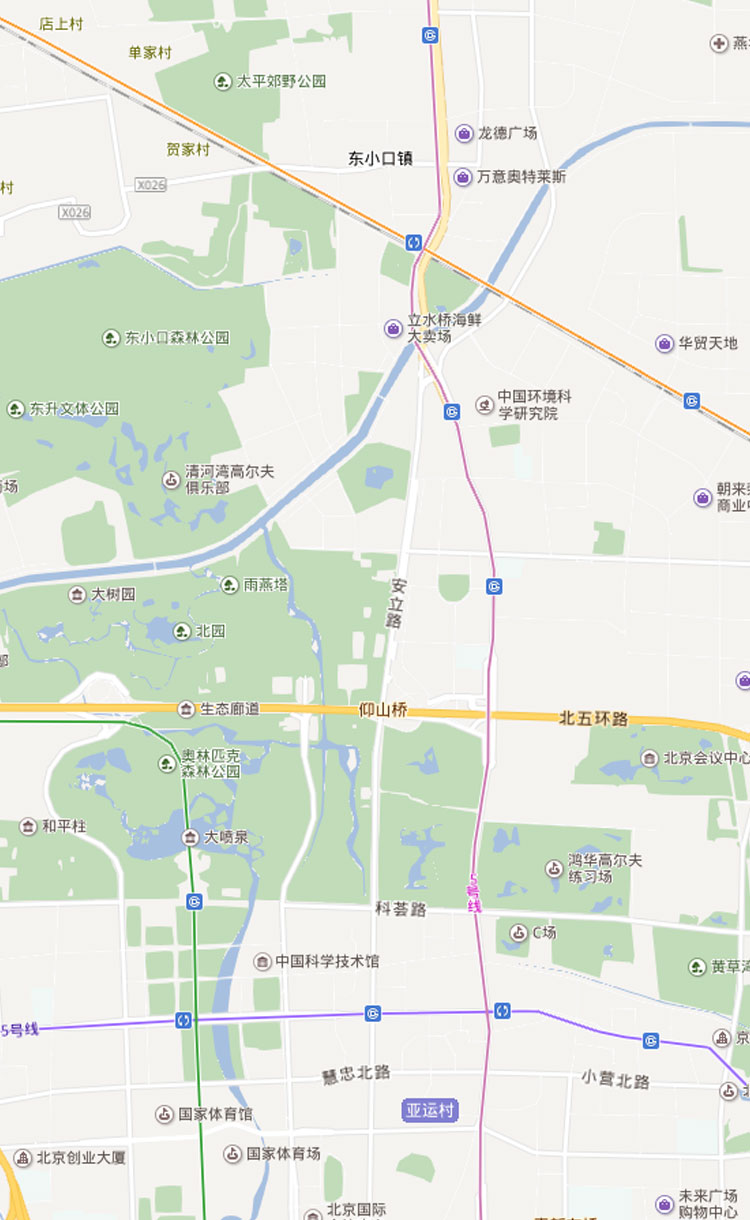 店上村
单家村
燕
太平郊野公园
龙德广场
贺家村
东小口镇
万意奥特莱斯
X026
村
X026
立水桥海鲜
大卖场
东小口森林公园
华贸天地
中国环境科
学研究院
东升文体公园
清河湾高尔夫
俱乐部
场
朝来
商业中
安立路
雨燕塔
大树园
北园
部
生态廊道
仰山桥
北五环路
奥林匹克
森林公园
北京会议中心
和平柱
大喷泉
鸿华高尔夫
练习场
5号线
科荟路
C场
中国科学技术馆
黄草湾
5号线
京
慧忠北路
小营北路
亚运村
国家体育馆
国家体育场
北京创业大厦
未来广场
购物中心
北京国际